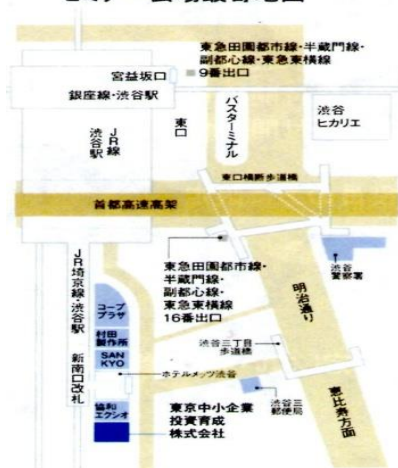 東急田園都市線・半蔵門線・
副都心線・東急東横線
9番出口
宮益坂口
銀座線・渋谷駅
JR線
渋谷駅
東口
バスターミナル
渋谷
ヒカリエ
東口横断歩道橋
首都高速高架
JR埼京線・渋谷駅
新南口改札
東急田園都市線・
半蔵門線・
副都心線・
東急東横線
16番出口
明治通り
渋谷
警察署
コープ
プラザ
村田
製作所
SAN
KYO
渋谷三丁目
歩道橋
ホテルメッツ渋谷
協和
エクシオ
東京中小企業
投資育成
株式会社
渋谷三
郵便局
恵比寿方面